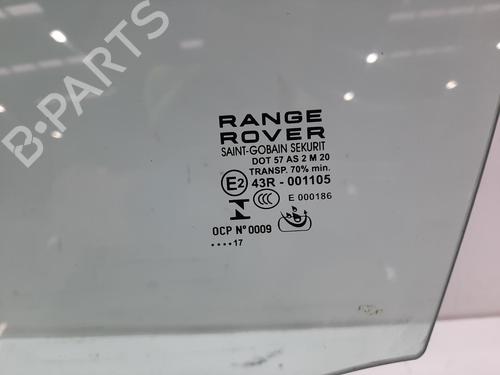 B-PARTS
RANGE
ROVER
SAINT-GOBAIN SEKURIT
DOT 57 AS 2 M 20
TRANSP. 70% min.
E2 43R - 001105
CCC E 000186
OCP Nº 0009
....17